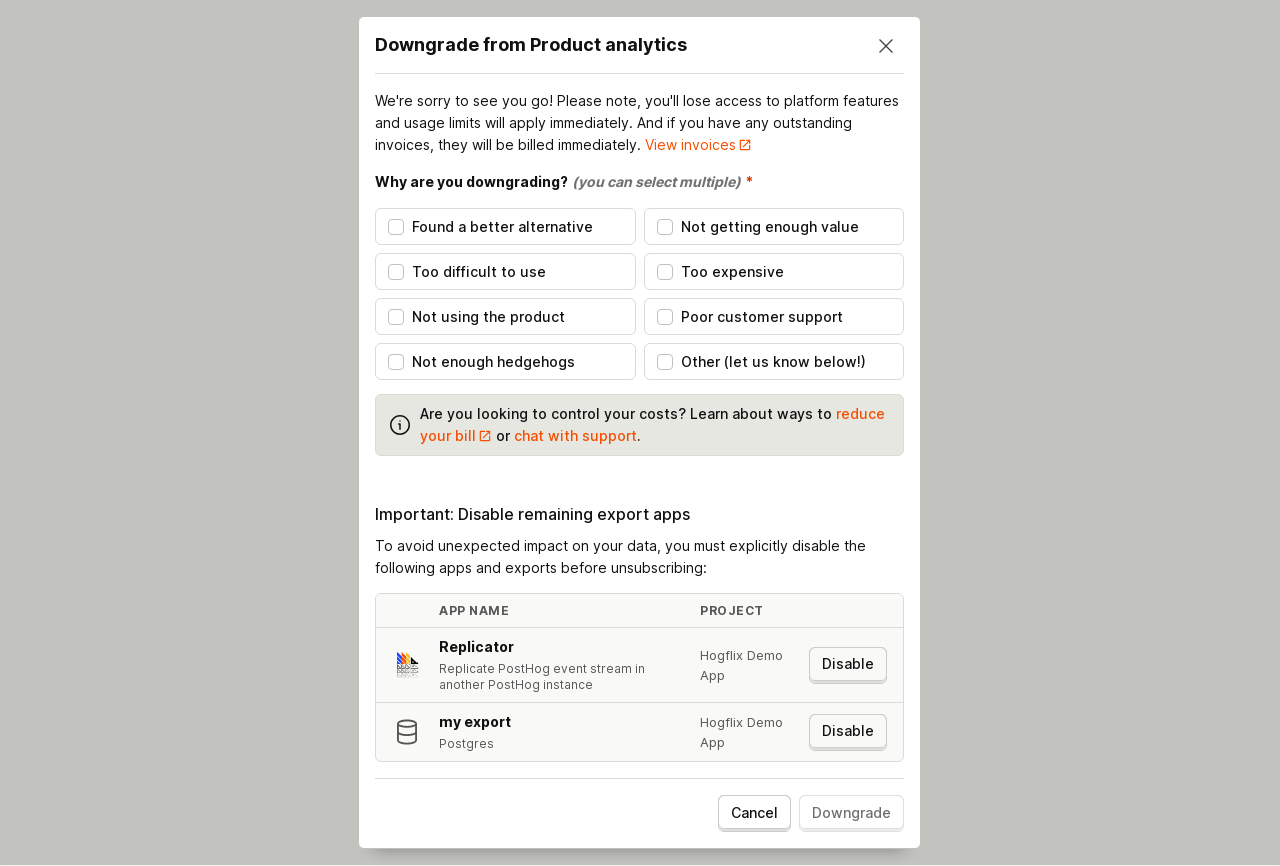 Downgrade from Product analytics
We're sorry to see you go! Please note, you'll lose access to platform features
and usage limits will apply immediately. And if you have any outstanding
invoices, they will be billed immediately. View invoices
Why are you downgrading? (you can select multiple) *
Found a better alternative
Not getting enough value
Too difficult to use
Too expensive
Not using the product
Poor customer support
Not enough hedgehogs
Other (let us know below!)
Are you looking to control your costs? Learn about ways to reduce
your bill or chat with support.
Important: Disable remaining export apps
To avoid unexpected impact on your data, you must explicitly disable the
following apps and exports before unsubscribing:
APP NAME PROJECT
Replicator
Replicate PostHog event stream in
another PostHog instance
Hogflix Demo
App
Disable
my export
Postgres
Hogflix Demo
App
Disable
Cancel
Downgrade